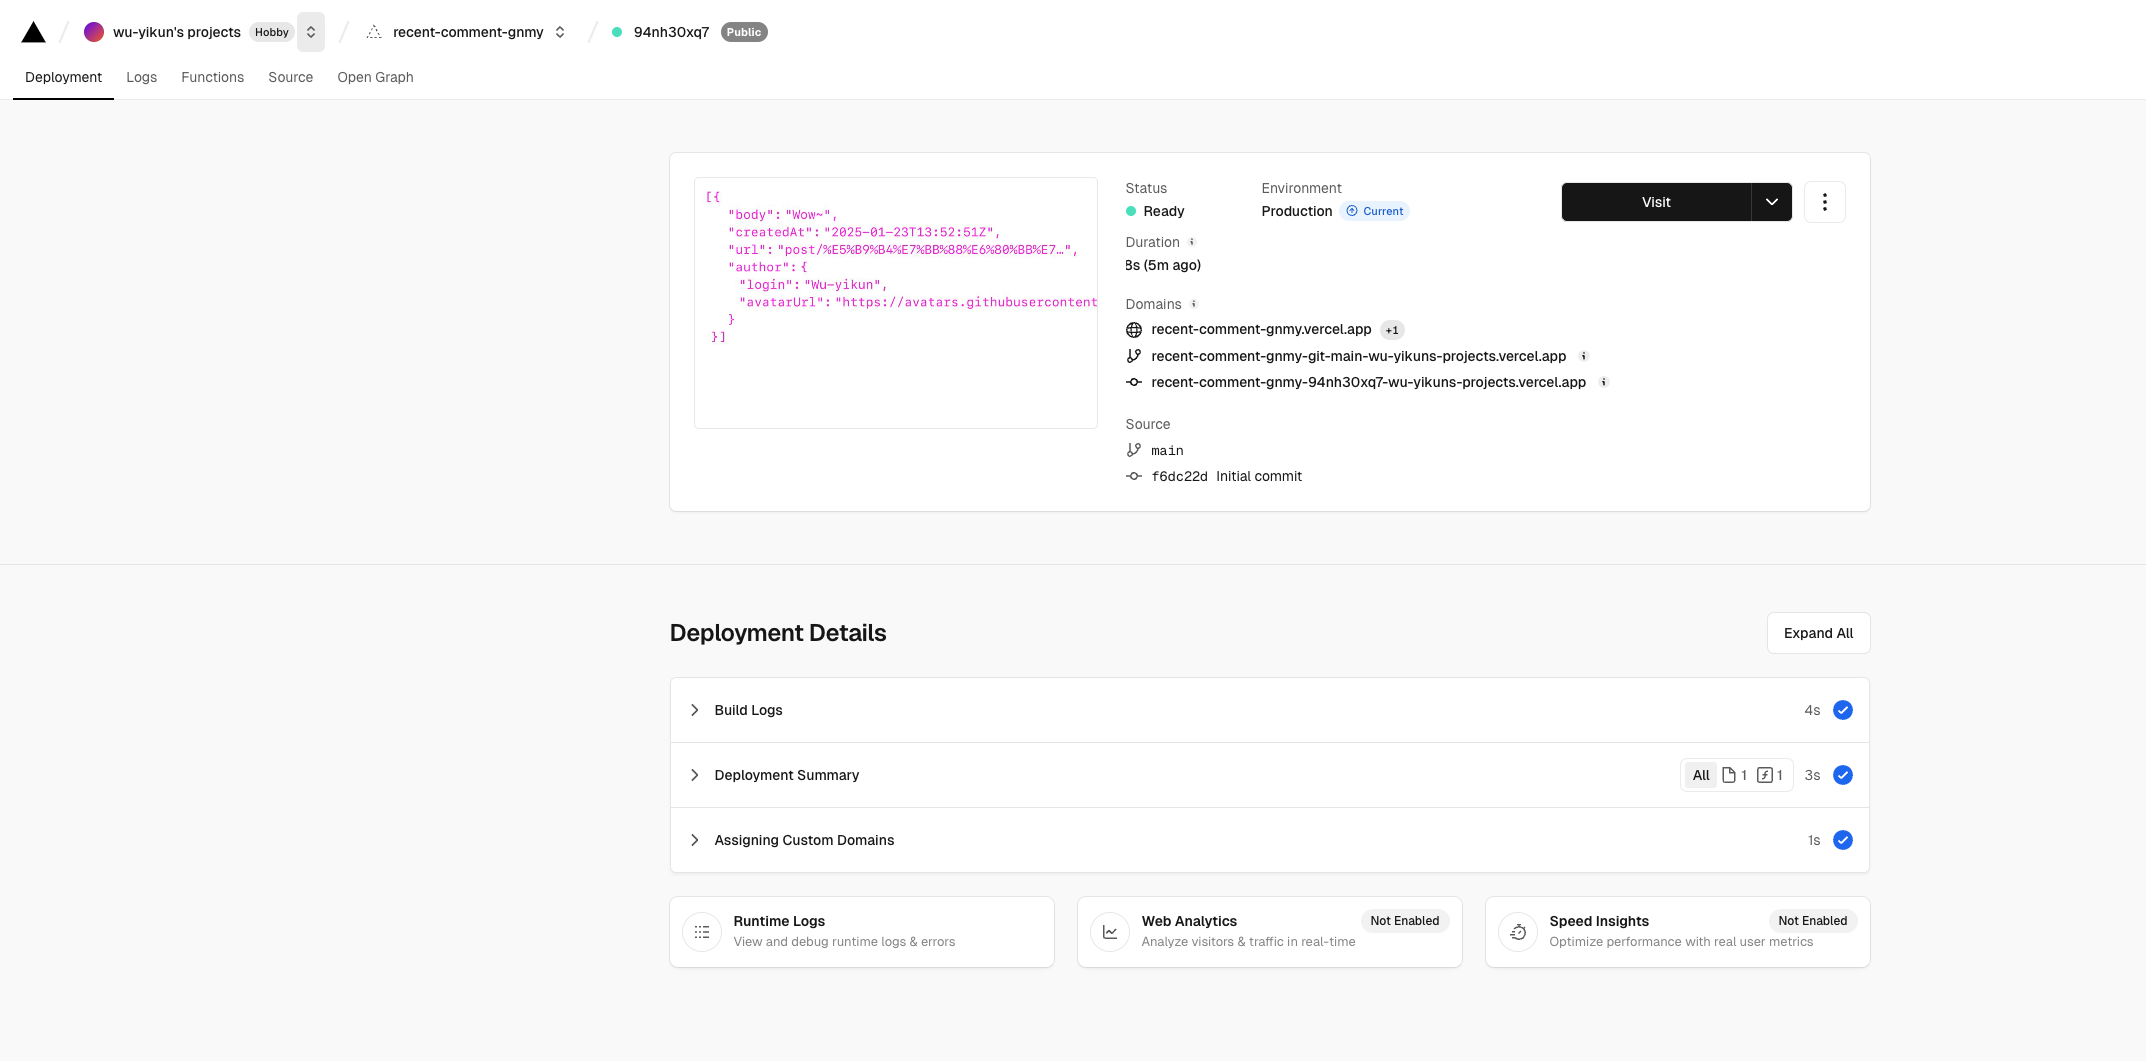 wu-yikun's projects Hobby recent-comment-gnmy 94nh30xq7 Public
Deployment Logs Functions Source Open Graph
[{
"body": "Wow~",
"createdAt": "2025-01-23T13:52:51Z",
"url": "post/%E5%B9%B4%E7%BB%88%E6%80%BB%E7…",
"author": {
"login": "Wu-yikun",
"avatarUrl": "https://avatars.githubusercontent
}
}]
Status Environment
Ready Production Current
Visit
Duration
8s (5m ago)
Domains
recent-comment-gnmy.vercel.app +1
recent-comment-gnmy-git-main-wu-yikuns-projects.vercel.app
recent-comment-gnmy-94nh30xq7-wu-yikuns-projects.vercel.app
Source
main
f6dc22d Initial commit
Deployment Details
Expand All
Build Logs 4s
Deployment Summary All 1 1 3s
Assigning Custom Domains 1s
Runtime Logs
View and debug runtime logs & errors
Web Analytics Not Enabled
Analyze visitors & traffic in real-time
Speed Insights Not Enabled
Optimize performance with real user metrics